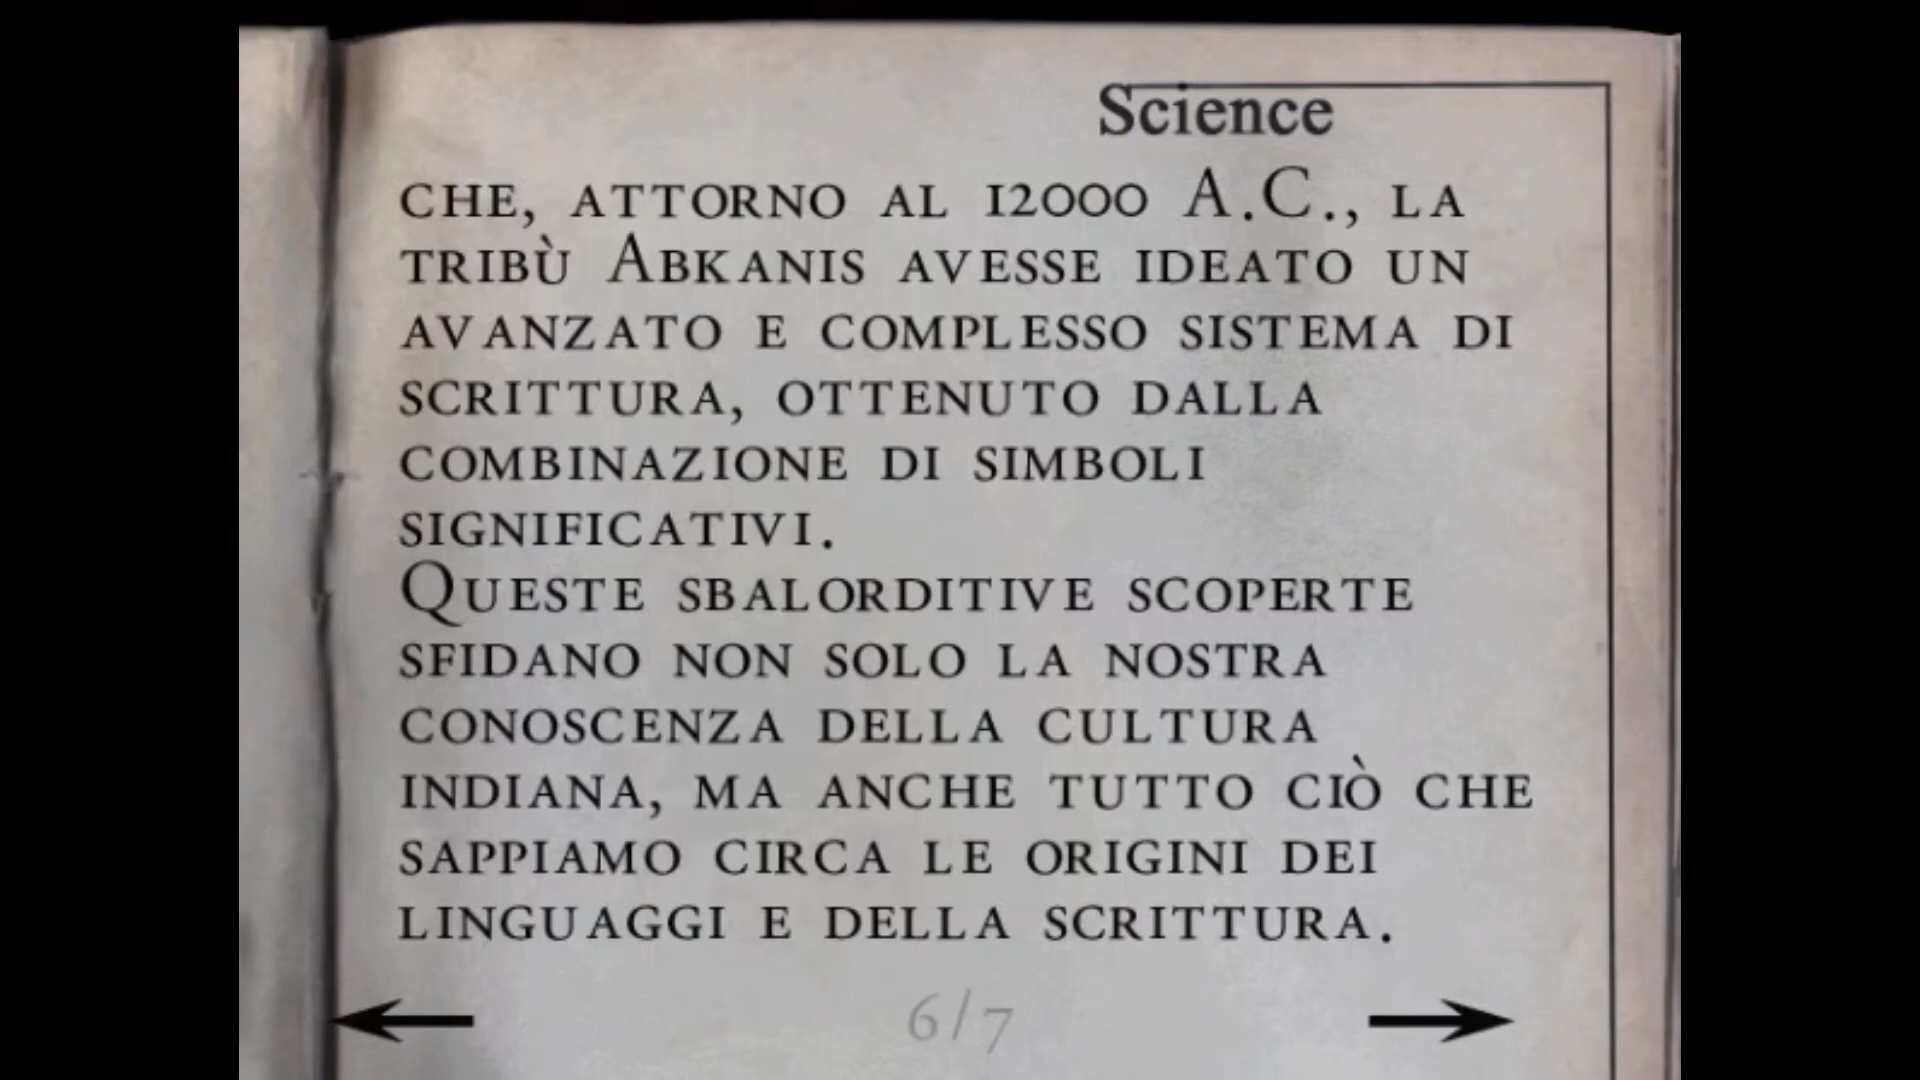 Science
che, attorno al 12000 A.C., la
tribù Abkanis avesse ideato un
avanzato e complesso sistema di
scrittura, ottenuto dalla
combinazione di simboli
significativi.
Queste sbalorditive scoperte
sfidano non solo la nostra
conoscenza della cultura
indiana, ma anche tutto ciò che
sappiamo circa le origini dei
linguaggi e della scrittura.
6/7